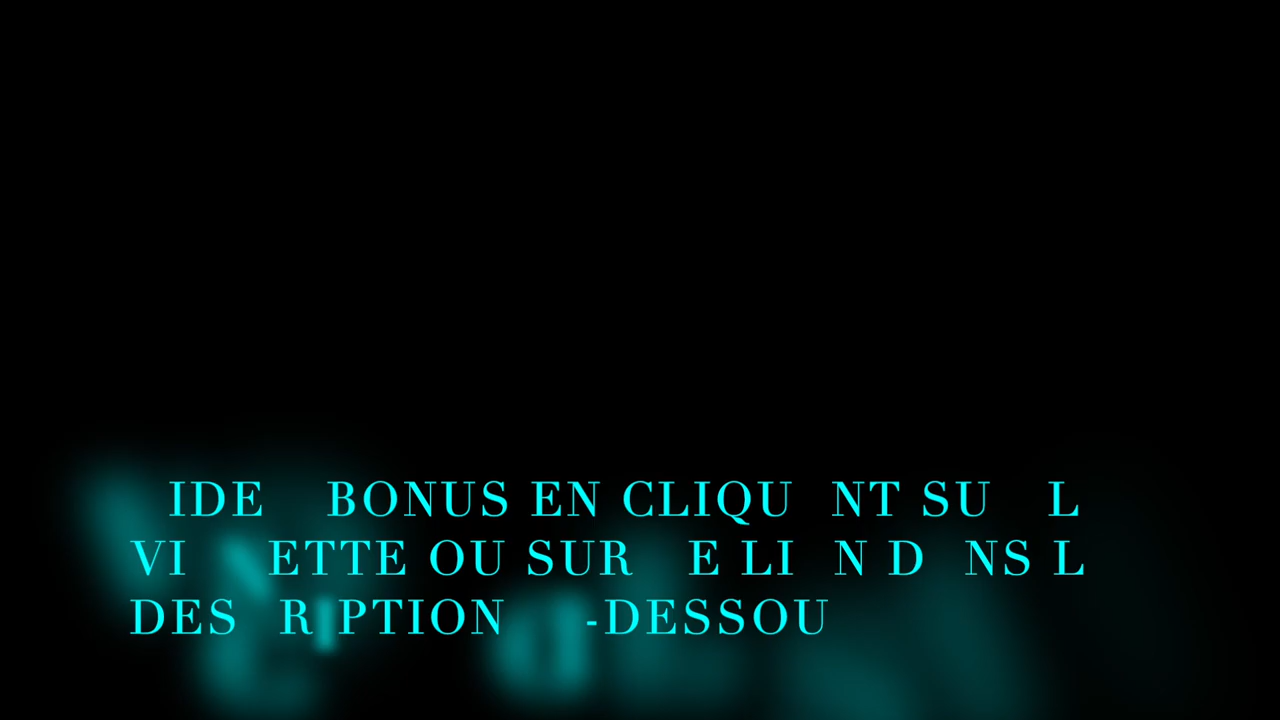 IDE BONUS EN CLIQU NT SU L
VI ETTE OU SUR E LI N D NS L
DES R PTION -DESSOU